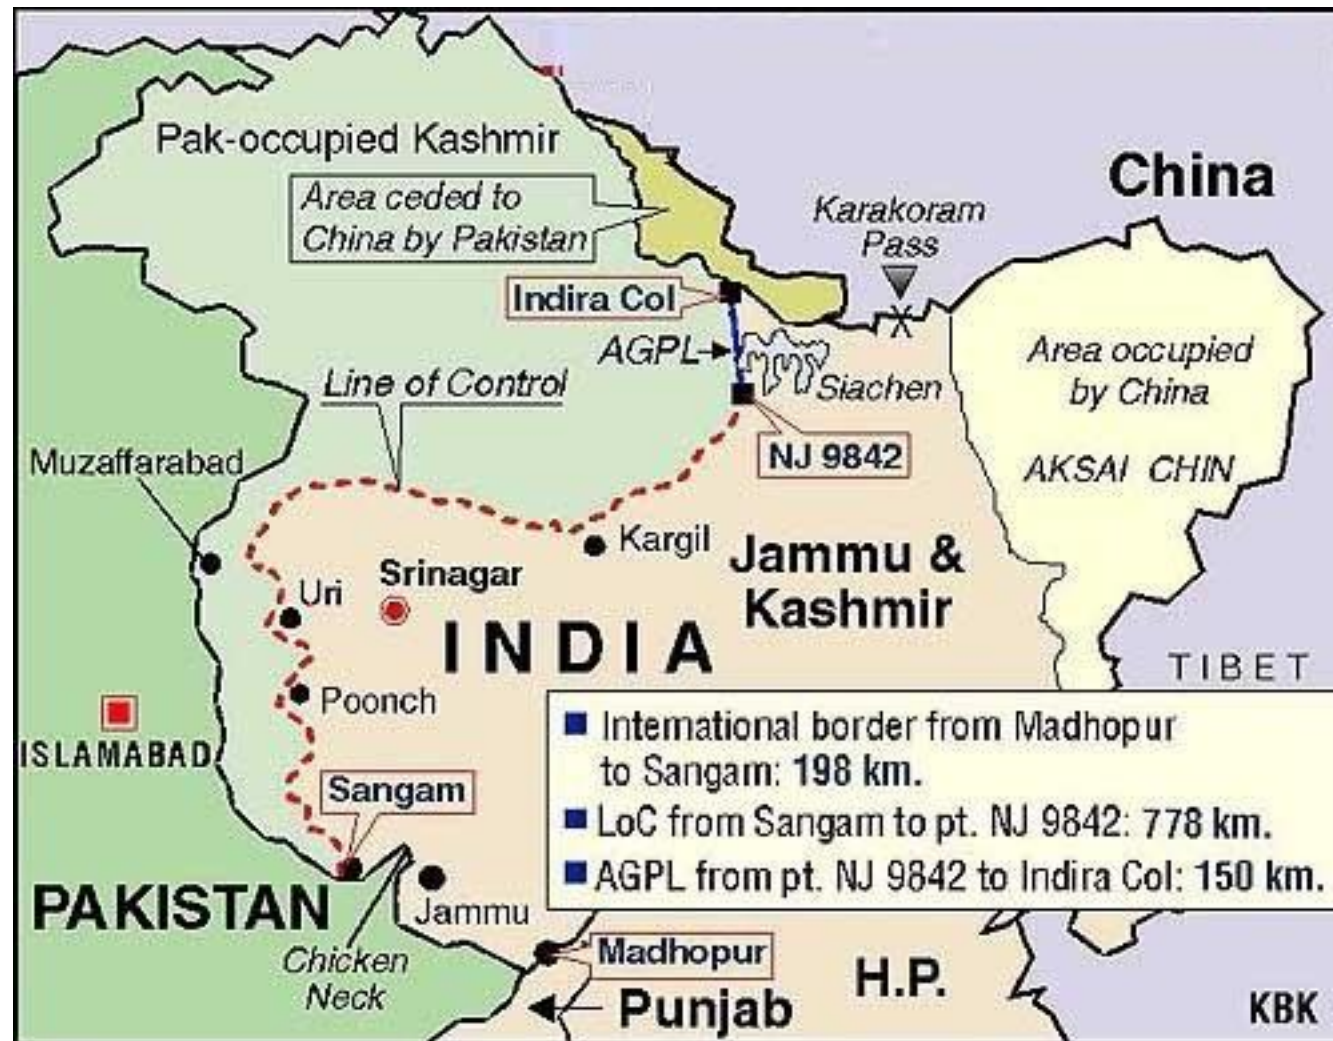 Pak-occupied Kashmir
Area ceded to
China by Pakistan
China
Karakoram
Pass
Indira Col
AGPL
Siachen
Area occupied
by China
AKSAI CHIN
Line of Control
NJ 9842
Muzaffarabad
Kargil
Jammu &
Kashmir
Uri
Srinagar
INDIA
TIBET
Poonch
ISLAMABAD
Sangam
International border from Madhopur
to Sangam: 198 km.
LoC from Sangam to pt. NJ 9842: 778 km.
AGPL from pt. NJ 9842 to Indira Col: 150 km.
PAKISTAN
Jammu
Chicken
Neck
Madhopur
H.P.
Punjab
KBK